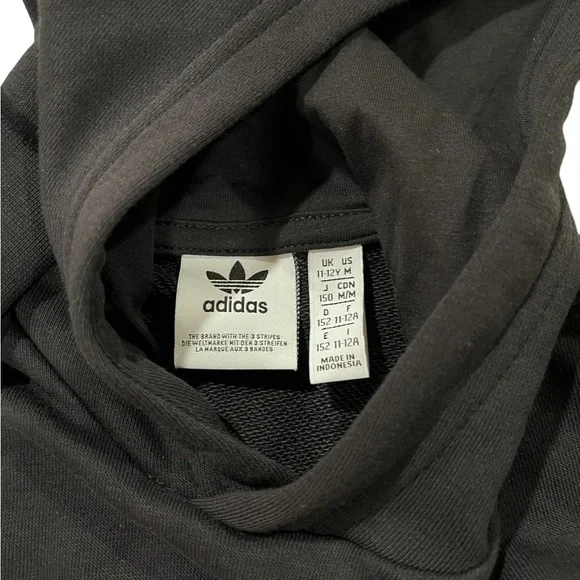 adidas
THE BRAND WITH THE 3 STRIPES
DIE WELTMARKE MIT DEN 3 STREIFEN
LA MARQUE AUX 3 BANDES
UK US
11-12Y M
J CDN
150 M/M
D F
152 11-12A
E I
152 11-12A
MADE IN
INDONESIA